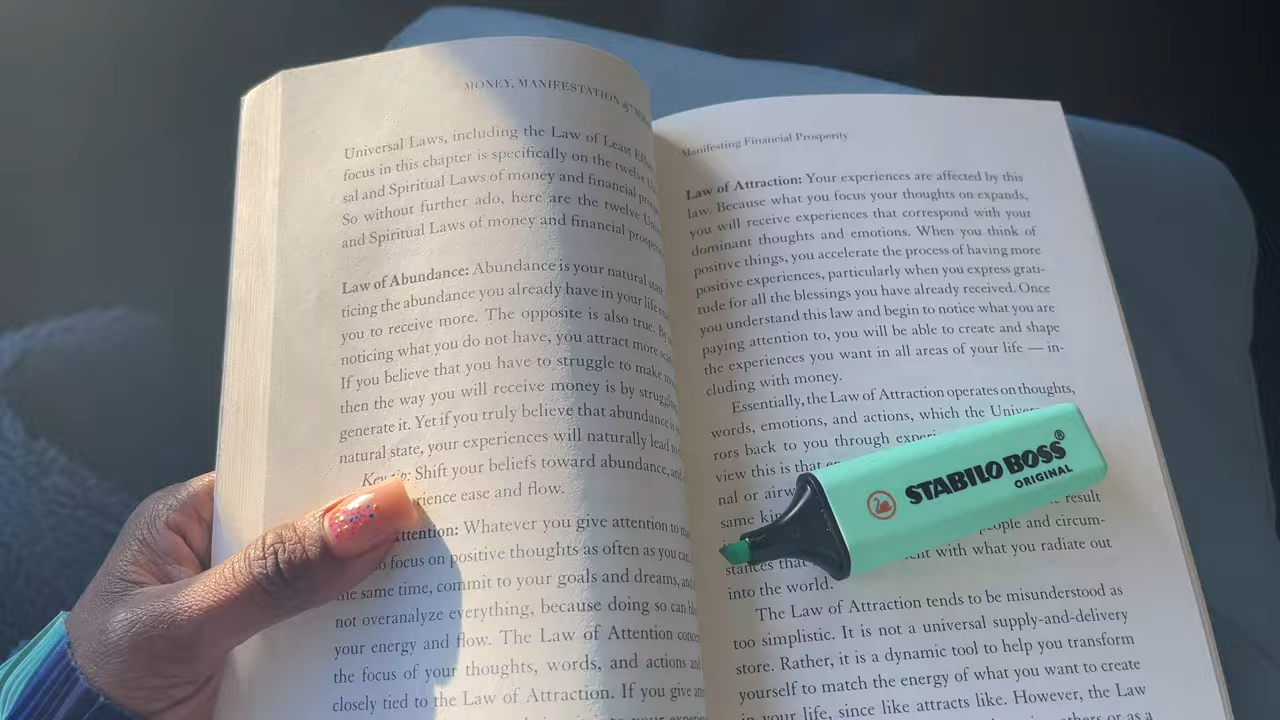 MONEY, MANIFESTATION &
Universal Laws, including the Law of Least
focus in this chapter is specifically on the twelve
sal and Spiritual Laws of money and financial
So without further ado, here are the twelve
and Spiritual Laws of money and financial
Law of Abundance: Abundance is your natural
ticing the abundance you already have in your life
you to receive more. The opposite is also true.
noticing what you do not have, you attract more
If you believe that you have to struggle to make
then the way you will receive money is by
generate it. Yet if you truly believe that abundance
natural state, your experiences will naturally lead
Key Shift your beliefs toward abundance,
ease and flow.
Attention: Whatever you give attention to
focus on positive thoughts as often as you can.
the same time, commit to your goals and dreams,
not overanalyze everything, because doing so can
your energy and flow. The Law of Attention
the focus of your thoughts, words, and actions
closely tied to the Law of Attraction. If you give
Manifesting Financial Prosperity
Law of Attraction: Your experiences are affected by this
law. Because what you focus your thoughts on expands,
you will receive experiences that correspond with your
dominant thoughts and emotions. When you think of
positive things, you accelerate the process of having more
positive experiences, particularly when you express grati-
tude for all the blessings you have already received. Once
you understand this law and begin to notice what you are
paying attention to, you will be able to create and shape
the experiences you want in all areas of your life — in-
cluding with money.
Essentially, the Law of Attraction operates on thoughts,
words, emotions, and actions, which the
rors back to you through
view this is that
nal or
same
result
people and circum-
stances that with what you radiate out
into the world.
The Law of Attraction tends to be misunderstood as
too simplistic. It is not a universal supply-and-delivery
store. Rather, it is a dynamic tool to help you transform
yourself to match the energy of what you want to create
in your life, since like attracts like. However, the Law
others or as a
STABILO BOSS®
ORIGINAL